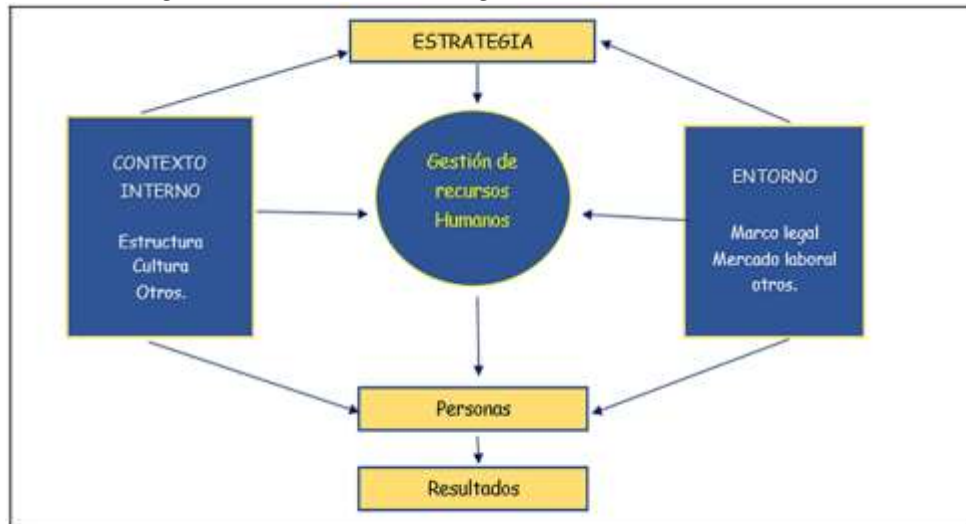 ESTRATEGIA
CONTEXTO
INTERNO
Estructura
Cultura
Otros.
Gestión de
recursos
Humanos
ENTORNO
Marco legal
Mercado laboral
otros.
Personas
Resultados